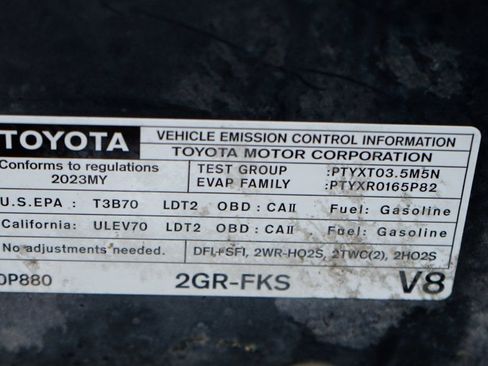 TOYOTA VEHICLE EMISSION CONTROL INFORMATION
TOYOTA MOTOR CORPORATION
Conforms to regulations TEST GROUP :PTYXT03.5M5N
2023MY EVAP FAMILY :PTYXR0165P82
U.S.EPA : T3B70 LDT2 OBD : CAII Fuel: Gasoline
California: ULEV70 LDT2 OBD : CAII Fuel: Gasoline
No adjustments needed. DFI+SFI, 2WR-HO2S, 2TWC(2), 2HO2S
0P880 2GR-FKS V8